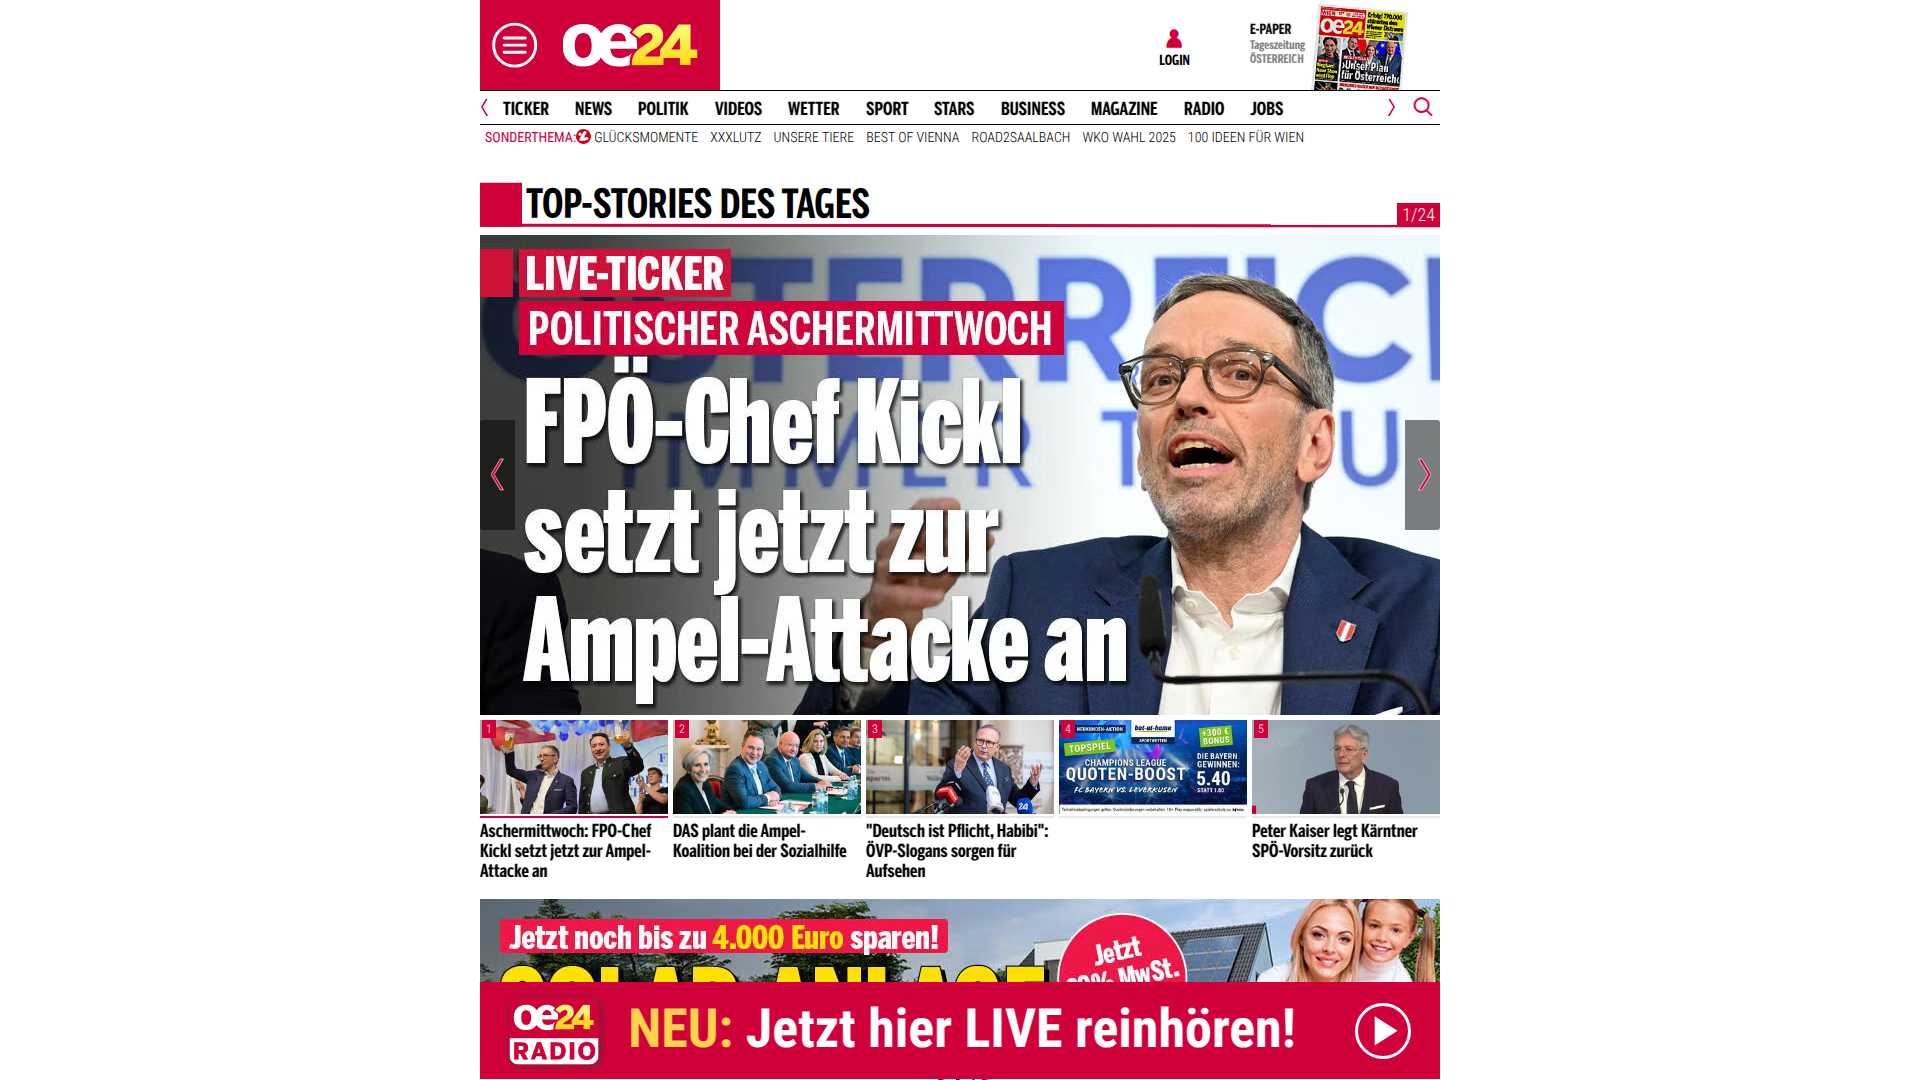 oe24
LOGIN
E-PAPER
Tageszeitung
ÖSTERREICH
oe24
Unser Plan
für Österreich
TICKER NEWS POLITIK VIDEOS WETTER SPORT STARS BUSINESS MAGAZINE RADIO JOBS
SONDERTHEMA: GLÜCKSMOMENTE XXXLUTZ UNSERE TIERE BEST OF VIENNA ROAD2SAALBACH WKO WAHL 2025 100 IDEEN FÜR WIEN
TOP-STORIES DES TAGES
1/24
LIVE-TICKER
POLITISCHER ASCHERMITTWOCH
FPÖ-Chef Kickl
setzt jetzt zur
Ampel-Attacke an
1
2
3
4
5
TOPSPIEL
CHAMPIONS LEAGUE
QUOTEN-BOOST
FC BAYERN VS. LEVERKUSEN
+300 €
BONUS
DIE BAYERN
GEWINNEN:
5.40
STATT 1.80
Aschermittwoch: FPÖ-Chef
Kickl setzt jetzt zur Ampel-
Attacke an
DAS plant die Ampel-
Koalition bei der Sozialhilfe
"Deutsch ist Pflicht, Habibi":
ÖVP-Slogans sorgen für
Aufsehen
Peter Kaiser legt Kärntner
SPÖ-Vorsitz zurück
Jetzt noch bis zu 4.000 Euro sparen!
Jetzt
oe24
RADIO
NEU: Jetzt hier LIVE reinhören!